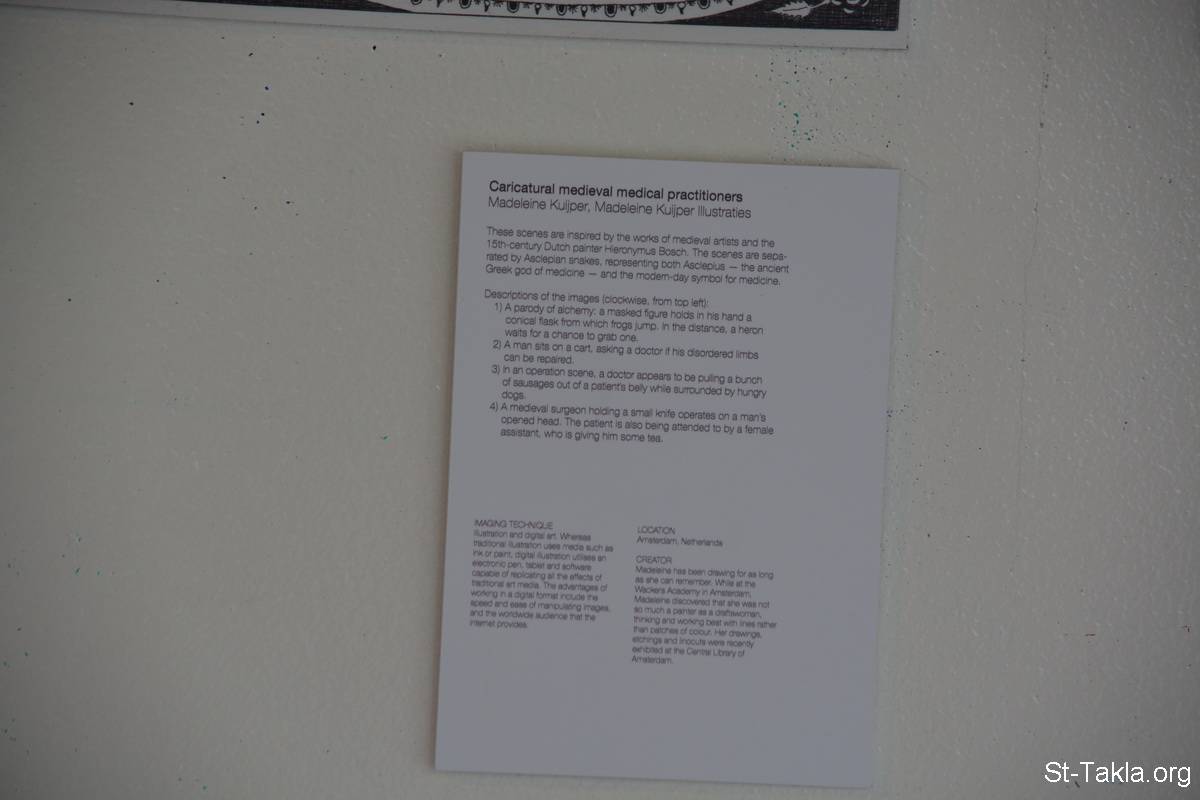 Caricatural medieval medical practitioners
Madeleine Kuijper, Madeleine Kuijper Illustraties
These scenes are inspired by the works of medieval artists and the
15th-century Dutch painter Hieronymus Bosch. The scenes are sepa-
rated by Asclepian snakes, representing both Asclepius — the ancient
Greek god of medicine — and the modern-day symbol for medicine.
Descriptions of the images (clockwise, from top left):
1) A parody of alchemy: a masked figure holds in his hand a
conical flask from which frogs jump. In the distance, a heron
waits for a chance to grab one.
2) A man sits on a cart, asking a doctor if his disordered limbs
can be repaired.
3) In an operation scene, a doctor appears to be pulling a bunch
of sausages out of a patient's belly while surrounded by hungry
dogs.
4) A medieval surgeon holding a small knife operates on a man's
opened head. The patient is also being attended to by a female
assistant, who is giving him some tea.
IMAGING TECHNIQUE
Illustration and digital art. Whereas
traditional illustration uses media such as
ink or paint, digital illustration utilises an
electronic pen, tablet and software
capable of replicating all the effects of
traditional art media. The advantages of
working in a digital format include the
speed and ease of manipulating images,
and the worldwide audience that the
internet provides.
LOCATION
Amsterdam, Netherlands
CREATOR
Madeleine has been drawing for as long
as she can remember. While at the
Wackers Academy in Amsterdam,
Madeleine discovered that she was not
so much a painter as a draftswoman,
thinking and working best with lines rather
than patches of colour. Her drawings,
etchings and linocuts were recently
exhibited at the Central Library of
Amsterdam.
St-Takla.org